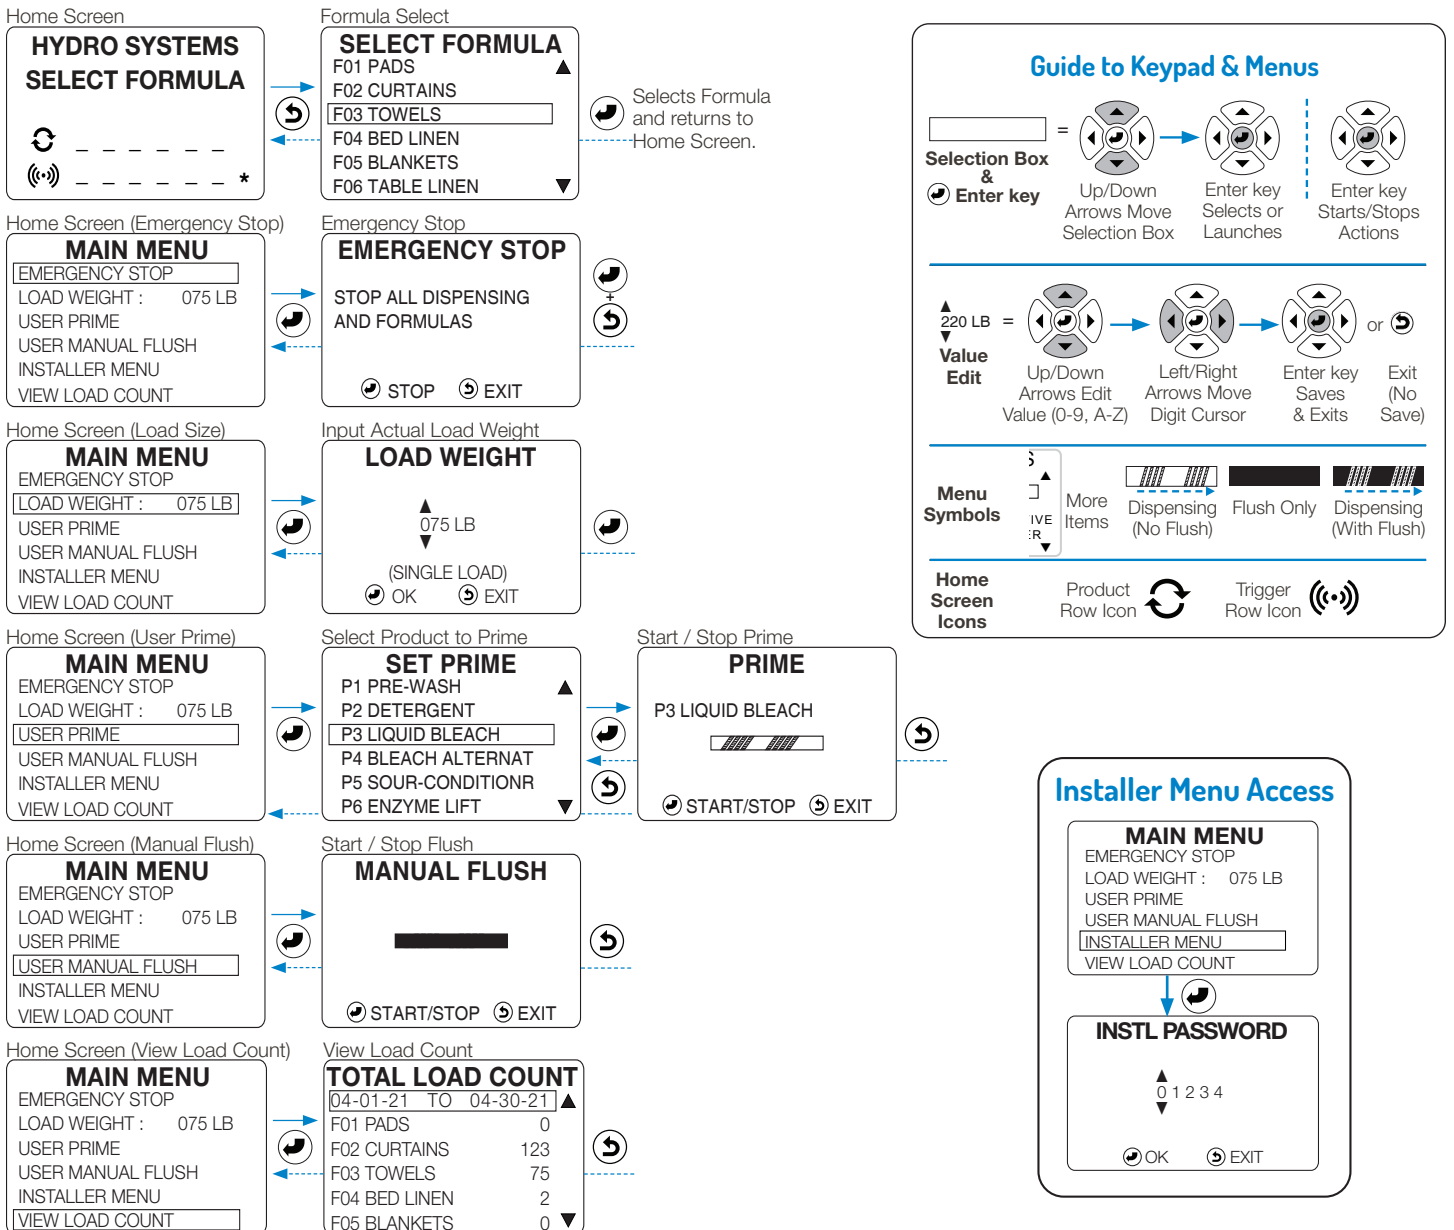 Home Screen
HYDRO SYSTEMS
SELECT FORMULA
_ _ _ _ _ _
_ _ _ _ _ _ *
Formula Select
SELECT FORMULA
F01 PADS
F02 CURTAINS
F03 TOWELS
F04 BED LINEN
F05 BLANKETS
F06 TABLE LINEN
Selects Formula
and returns to
Home Screen.
Home Screen (Emergency Stop)
MAIN MENU
EMERGENCY STOP
LOAD WEIGHT : 075 LB
USER PRIME
USER MANUAL FLUSH
INSTALLER MENU
VIEW LOAD COUNT
Emergency Stop
EMERGENCY STOP
STOP ALL DISPENSING
AND FORMULAS
STOP EXIT
+
Home Screen (Load Size)
MAIN MENU
EMERGENCY STOP
LOAD WEIGHT : 075 LB
USER PRIME
USER MANUAL FLUSH
INSTALLER MENU
VIEW LOAD COUNT
Input Actual Load Weight
LOAD WEIGHT
075 LB
(SINGLE LOAD)
OK EXIT
Home Screen (User Prime)
MAIN MENU
EMERGENCY STOP
LOAD WEIGHT : 075 LB
USER PRIME
USER MANUAL FLUSH
INSTALLER MENU
VIEW LOAD COUNT
Select Product to Prime
SET PRIME
P1 PRE-WASH
P2 DETERGENT
P3 LIQUID BLEACH
P4 BLEACH ALTERNAT
P5 SOUR-CONDITIONR
P6 ENZYME LIFT
Start / Stop Prime
PRIME
P3 LIQUID BLEACH
START/STOP EXIT
Home Screen (Manual Flush)
MAIN MENU
EMERGENCY STOP
LOAD WEIGHT : 075 LB
USER PRIME
USER MANUAL FLUSH
INSTALLER MENU
VIEW LOAD COUNT
Start / Stop Flush
MANUAL FLUSH
START/STOP EXIT
Home Screen (View Load Count)
MAIN MENU
EMERGENCY STOP
LOAD WEIGHT : 075 LB
USER PRIME
USER MANUAL FLUSH
INSTALLER MENU
VIEW LOAD COUNT
View Load Count
TOTAL LOAD COUNT
04-01-21 TO 04-30-21
F01 PADS 0
F02 CURTAINS 123
F03 TOWELS 75
F04 BED LINEN 2
F05 BLANKETS 0
Guide to Keypad & Menus
=
Selection Box
&
Enter key
Up/Down
Arrows Move
Selection Box
Enter key
Selects or
Launches
Enter key
Starts/Stops
Actions
220 LB =
or
Value
Edit
Up/Down
Arrows Edit
Value (0-9, A-Z)
Left/Right
Arrows Move
Digit Cursor
Enter key
Saves
& Exits
Exit
(No
Save)
Menu
Symbols
S
IVE
ER
More
Items
Dispensing
(No Flush)
Flush Only
Dispensing
(With Flush)
Home
Screen
Icons
Product
Row Icon
Trigger
Row Icon
Installer Menu Access
MAIN MENU
EMERGENCY STOP
LOAD WEIGHT : 075 LB
USER PRIME
USER MANUAL FLUSH
INSTALLER MENU
VIEW LOAD COUNT
INSTL PASSWORD
0 1 2 3 4
OK EXIT